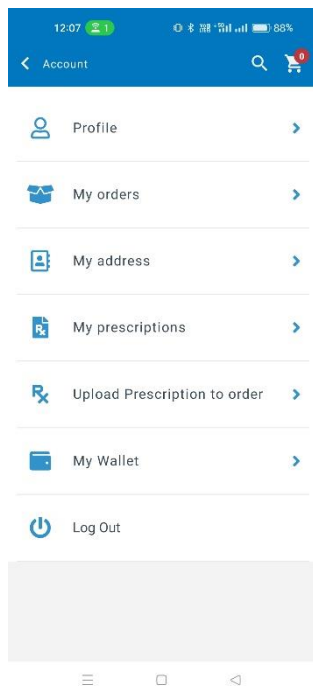 12:07 1 88%
Account 0
Profile
My orders
My address
My prescriptions
Upload Prescription to order
My Wallet
Log Out